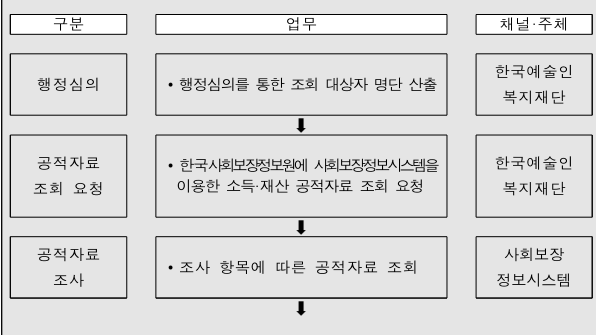 구분 업무 채널·주체
행정심의 • 행정심의를 통한 조회 대상자 명단 산출 한국예술인
복지재단
공적자료
조회 요청
• 한국사회보장정보원에 사회보장정보시스템을
이용한 소득·재산 공적자료 조회 요청
한국예술인
복지재단
공적자료
조사
• 조사 항목에 따른 공적자료 조회
사회보장
정보시스템